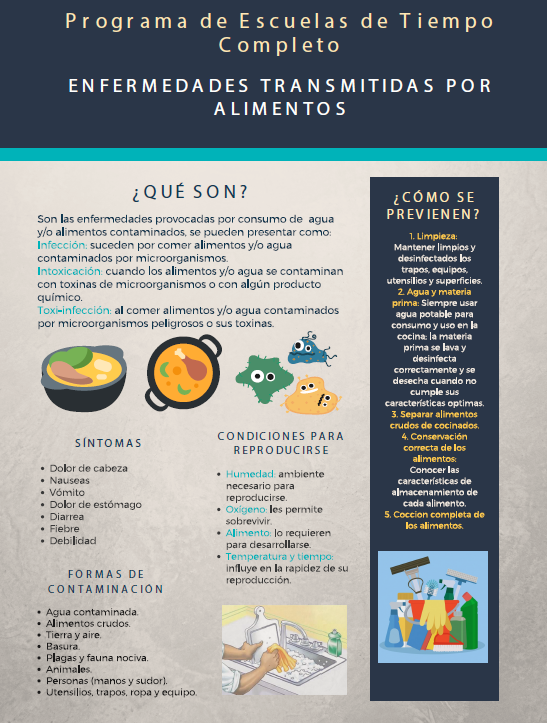 Programa de Escuelas de Tiempo
Completo
ENFERMEDADES TRANSMITIDAS POR
ALIMENTOS
¿QUÉ SON?
Son las enfermedades provocadas por consumo de agua
y/o alimentos contaminados, se pueden presentar como:
Infección: suceden por comer alimentos y/o agua
contaminados por microorganismos.
Intoxicación: cuando los alimentos y/o agua se contaminan
con toxinas de microorganismos o con algún producto
químico.
Toxi-infección: al comer alimentos y/o agua contaminados
por microorganismos peligrosos o sus toxinas.
SÍNTOMAS
• Dolor de cabeza
• Nauseas
• Vómito
• Dolor de estómago
• Diarrea
• Fiebre
• Debilidad
FORMAS DE
CONTAMINACIÓN
• Agua contaminada.
• Alimentos crudos.
• Tierra y aire.
• Basura.
• Plagas y fauna nociva.
• Animales.
• Personas (manos y sudor).
• Utensilios, trapos, ropa y equipo.
CONDICIONES PARA
REPRODUCIRSE
• Humedad: ambiente
necesario para
reproducirse.
• Oxígeno: les permite
sobrevivir.
• Alimento: lo requieren
para desarrollarse.
• Temperatura y tiempo:
influye en la rapidez de su
reproducción.
¿CÓMO SE
PREVIENEN?
1. Limpieza:
Mantener limpios y
desinfectados los
trapos, equipos,
utensilios y superficies.
2. Agua y materia
prima: Siempre usar
agua potable para
consumo y uso en la
cocina; la materia
prima se lava y
desinfecta
correctamente y se
desecha cuando no
cumple sus
características optimas.
3. Separar alimentos
crudos de cocinados.
4. Conservación
correcta de los
alimentos:
Conocer las
características de
almacenamiento de
cada alimento.
5. Coccion completa de
los alimentos.